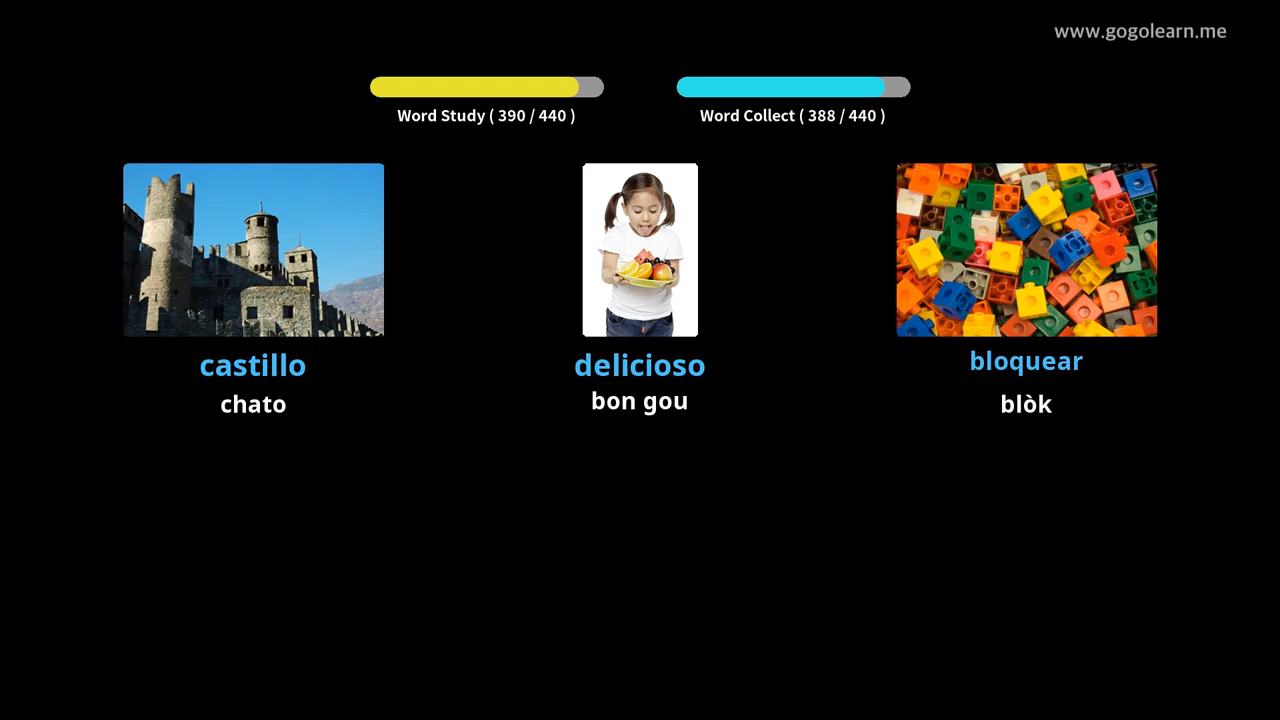 www.gogolearn.me
Word Study ( 390 / 440 )
Word Collect ( 388 / 440 )
castillo
chato
delicioso
bon gou
bloquear
blòk